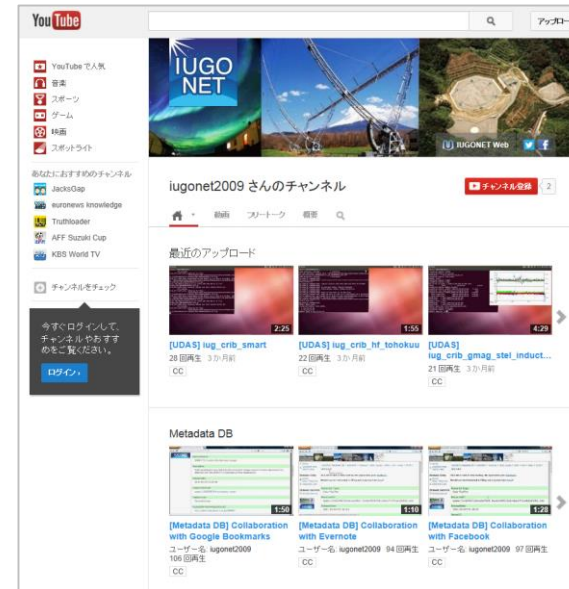 You Tube
アップロー
YouTube で人気
音楽
スポーツ
ゲーム
映画
スポットライト
あなたにおすすめのチャンネル
JacksGap
euronews knowledge
Truthloader
AFF Suzuki Cup
KBS World TV
チャンネルをチェック
今すぐログインして、
チャンネルやおすす
めをご覧ください。
ログイン ›
IUGO
NET
IUGONET Web
iugonet2009 さんのチャンネル
チャンネル登録 2
動画 フリートーク 概要
最近のアップロード
2:25
1:55
4:29
[UDAS] iug_crib_smart
28 回再生 3か月前
CC
[UDAS] iug_crib_hf_tohokuu
22 回再生 3か月前
CC
[UDAS]
iug_crib_gmag_stel_induct...
21 回再生 3か月前
CC
Metadata DB
1:50
1:10
1:28
[Metadata DB] Collaboration
with Google Bookmarks
ユーザー名: iugonet2009
106 回再生
CC
[Metadata DB] Collaboration
with Evernote
ユーザー名: iugonet2009 94 回再生
CC
[Metadata DB] Collaboration
with Facebook
ユーザー名: iugonet2009 97 回再生
CC